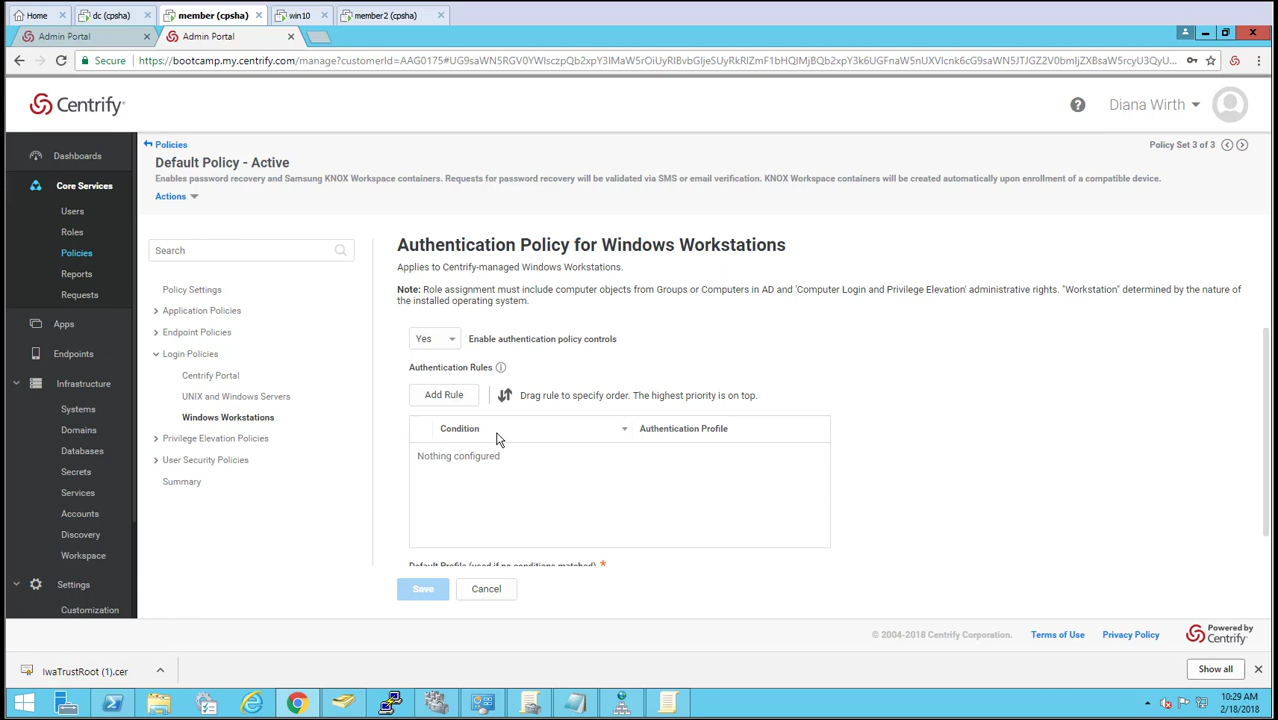 Home
dc (cpsha)
member (cpsha)
win10
member2 (cpsha)
Admin Portal
Admin Portal
Secure
Centrify
Diana Wirth
Dashboards
Core Services
Users
Roles
Policies
Reports
Requests
Apps
Endpoints
Infrastructure
Systems
Domains
Databases
Secrets
Services
Accounts
Discovery
Workspace
Settings
Customization
Policies
Policy Set 3 of 3
Default Policy - Active
Enables password recovery and Samsung KNOX Workspace containers. Requests for password recovery will be validated via SMS or email verification. KNOX Workspace containers will be created automatically upon enrollment of a compatible device.
Actions
Search
Policy Settings
Application Policies
Endpoint Policies
Login Policies
Centrify Portal
UNIX and Windows Servers
Windows Workstations
Privilege Elevation Policies
User Security Policies
Summary
Authentication Policy for Windows Workstations
Applies to Centrify-managed Windows Workstations.
Note: Role assignment must include computer objects from Groups or Computers in AD and 'Computer Login and Privilege Elevation' administrative rights. "Workstation" determined by the nature of
the installed operating system.
Yes
Enable authentication policy controls
Authentication Rules
Add Rule
Drag rule to specify order. The highest priority is on top.
Condition
Authentication Profile
Nothing configured
Default Profile (used if no conditions matched) *
Save
Cancel
© 2004-2018 Centrify Corporation.
Terms of Use
Privacy Policy
Powered by
Centrify
IwaTrustRoot (1).cer
Show all
10:29 AM
2/18/2018